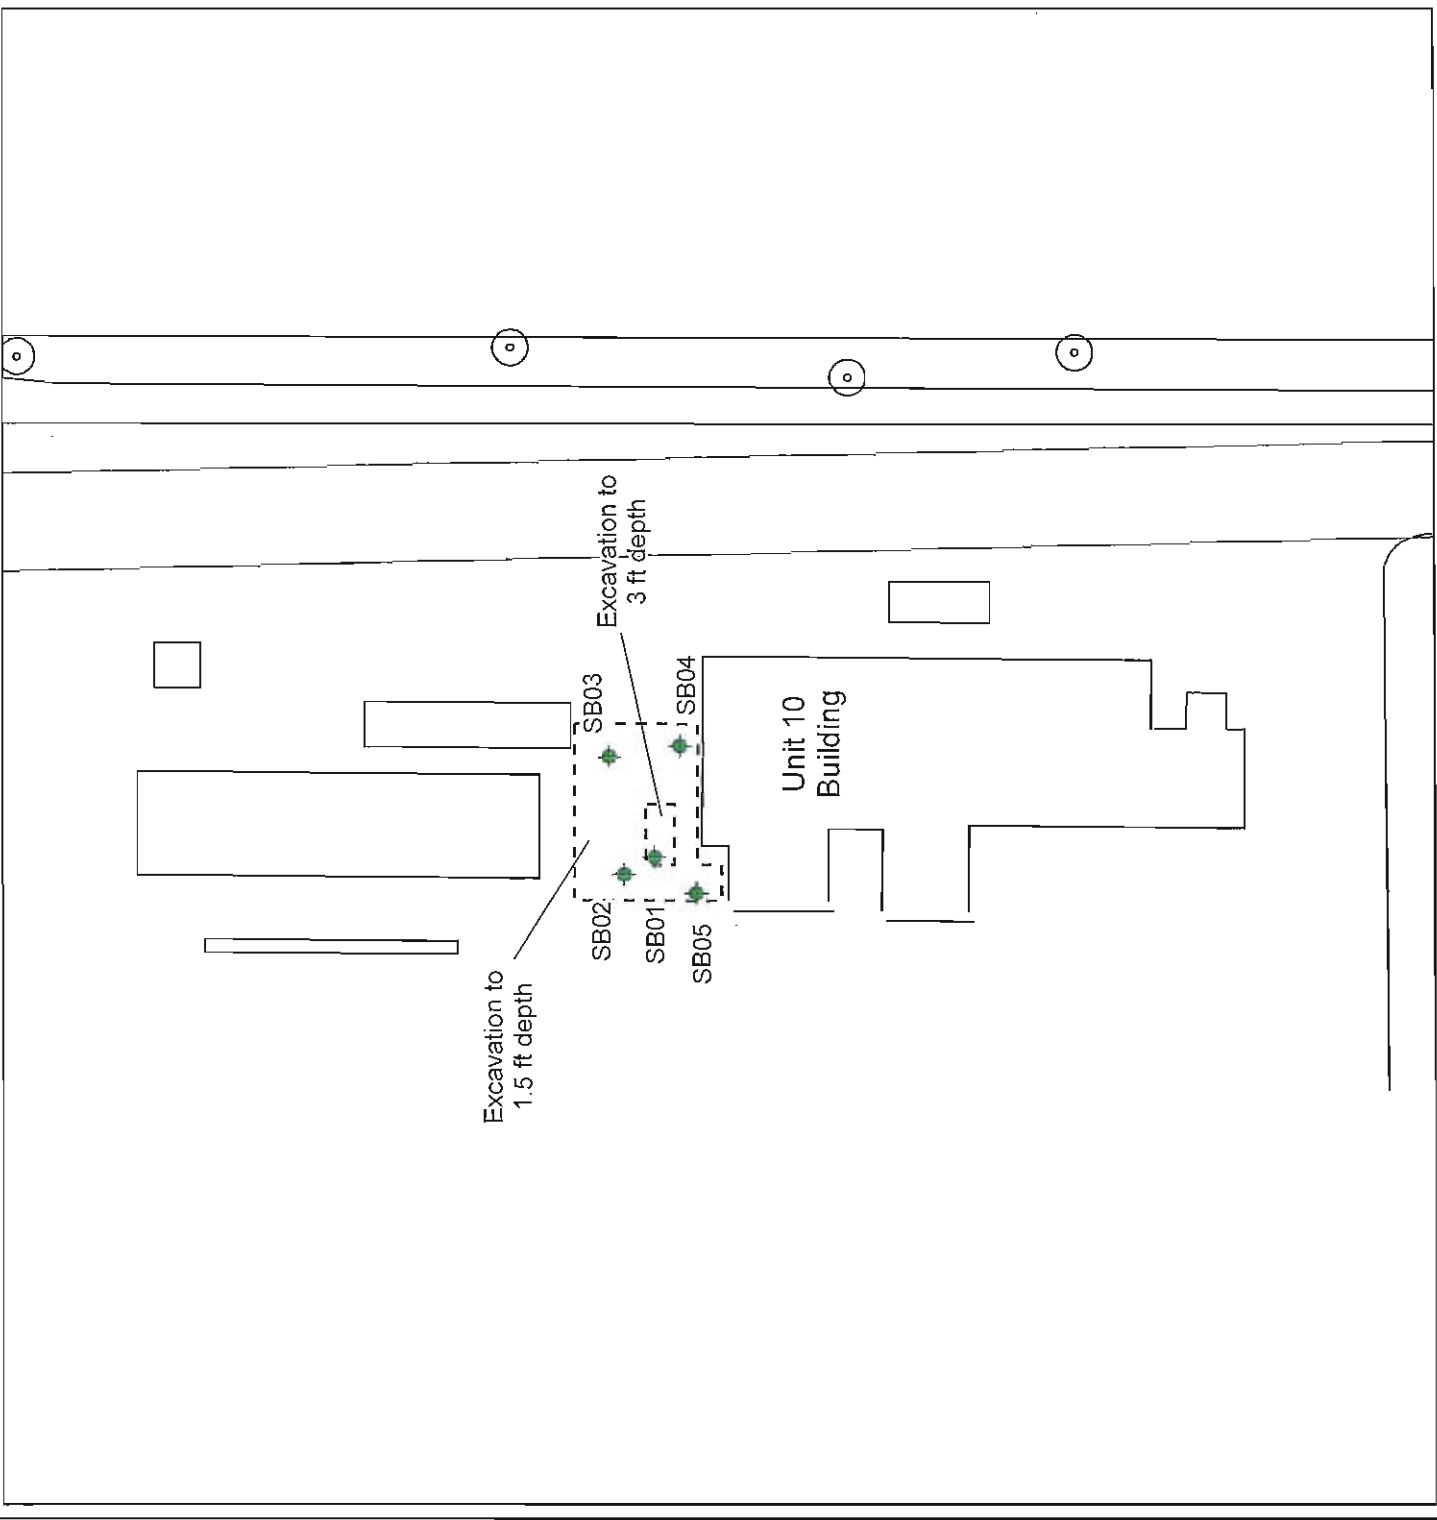 Excavation to
3 ft depth
SB03
SB04
Unit 10
Building
SB02
SB01
SB05
Excavation to
1.5 ft depth